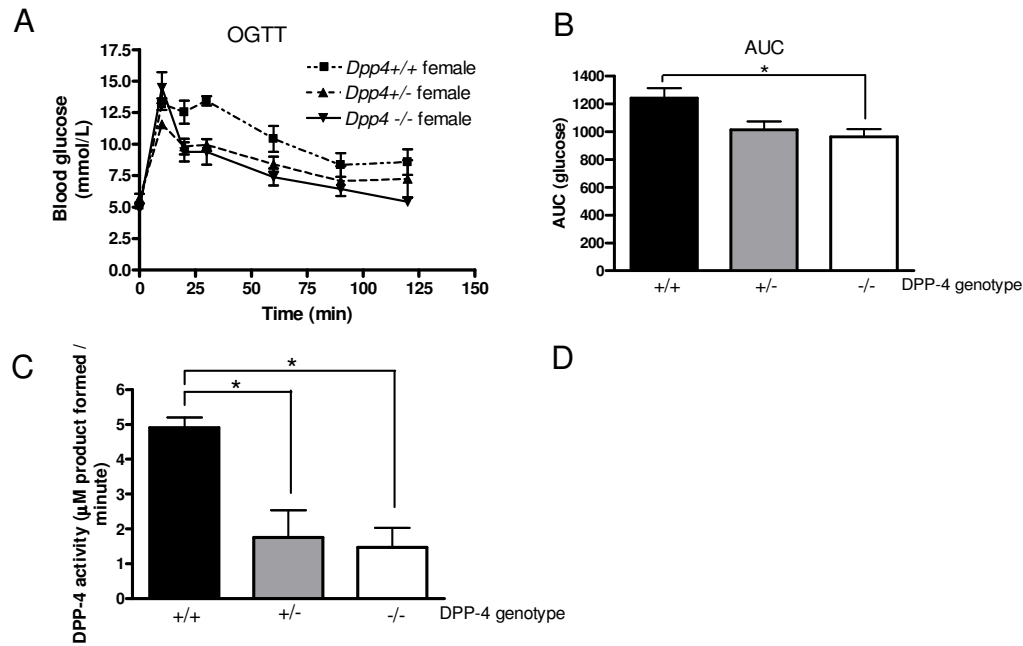 A
OGTT
Blood glucose
(mmol/L)
17.5
15.0
12.5
10.0
7.5
5.0
2.5
0.0
0 25 50 75 100 125 150
Time (min)
Dpp4+/+ female
Dpp4+/- female
Dpp4 -/- female
B
AUC
AUC (glucose)
1400
1200
1000
800
600
400
200
0
*
+/+ +/- -/- DPP-4 genotype
C
DPP-4 activity (µM product formed /
minute)
6
5
4
3
2
1
0
*
*
+/+ +/- -/- DPP-4 genotype
D